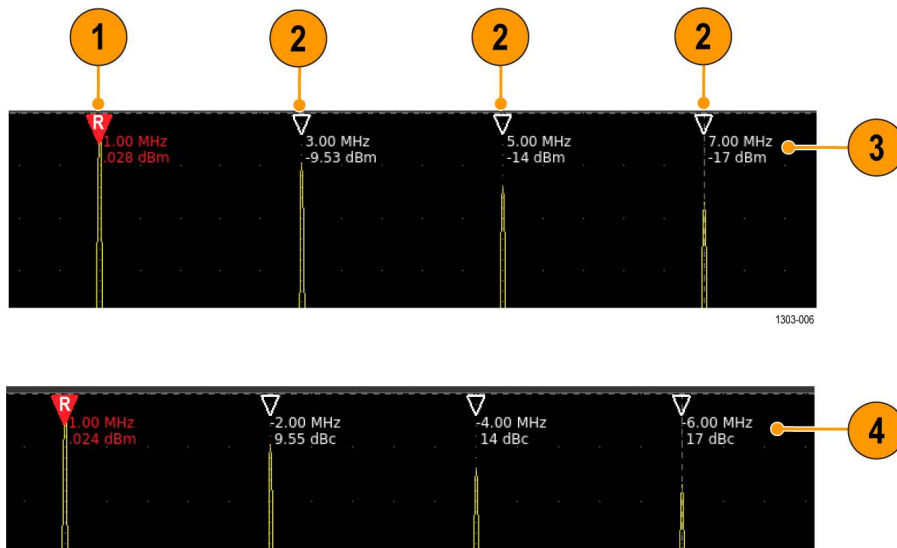 1 2 2 2
R
1.00 MHz 3.00 MHz 5.00 MHz 7.00 MHz
.028 dBm -9.53 dBm -14 dBm -17 dBm
3
1303-006
R
1.00 MHz -2.00 MHz -4.00 MHz -6.00 MHz
.024 dBm 9.55 dBc 14 dBc 17 dBc
4